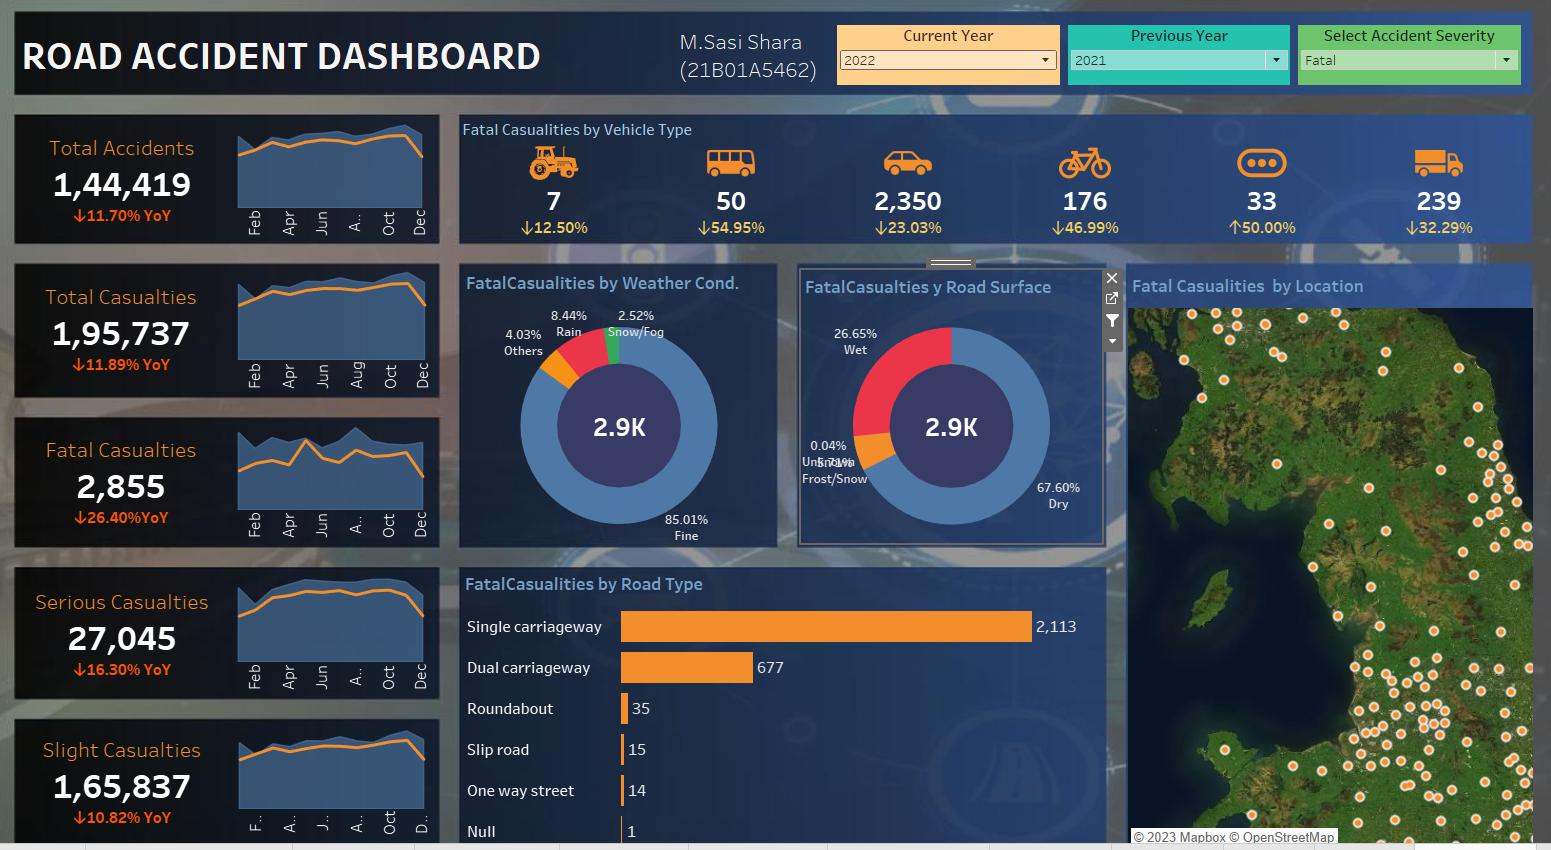 ROAD ACCIDENT DASHBOARD
M.Sasi Shara
(21B01A5462)
Current Year
2022
Previous Year
2021
Select Accident Severity
Fatal
Total Accidents
1,44,419
↓11.70% YoY
Feb
Apr
Jun
A..
Oct
Dec
Fatal Casualities by Vehicle Type
7
↓12.50%
50
↓54.95%
2,350
↓23.03%
176
↓46.99%
33
↑50.00%
239
↓32.29%
Total Casualties
1,95,737
↓11.89% YoY
Feb
Apr
Jun
Aug
Oct
Dec
Fatal Casualties
2,855
↓26.40%YoY
Feb
Apr
Jun
A..
Oct
Dec
Serious Casualties
27,045
↓16.30% YoY
Feb
Apr
Jun
A..
Oct
Dec
Slight Casualties
1,65,837
↓10.82% YoY
F..
A..
J..
A..
Oct
D..
FatalCasualities by Weather Cond.
8.44%
Rain
2.52%
Snow/Fog
4.03%
Others
2.9K
85.01%
Fine
FatalCasualties y Road Surface
26.65%
Wet
2.9K
0.04%
Unknown
5.71%
Frost/Snow
67.60%
Dry
FatalCasualities by Road Type
Single carriageway
2,113
Dual carriageway
677
Roundabout
35
Slip road
15
One way street
14
Null
1
Fatal Casualities  by Location
© 2023 Mapbox © OpenStreetMap